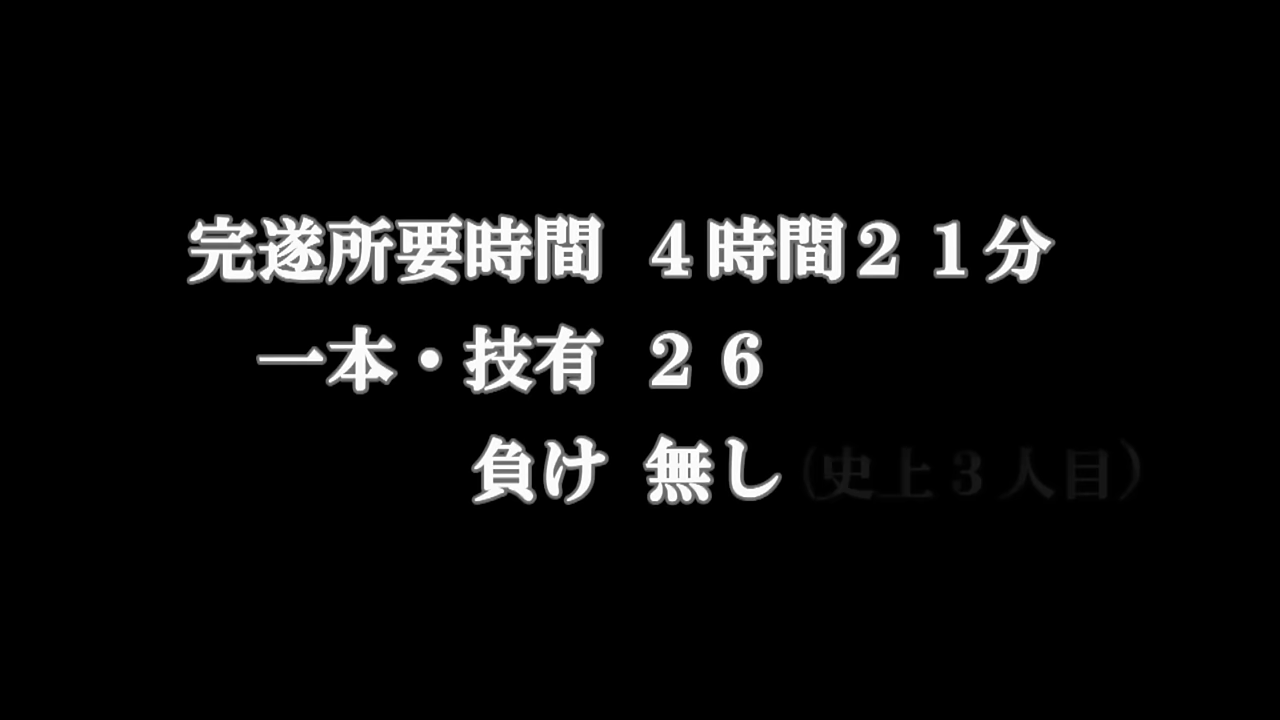 完遂所要時間 ４時間２１分
一本・技有 ２６
負け 無し（史上３人目）